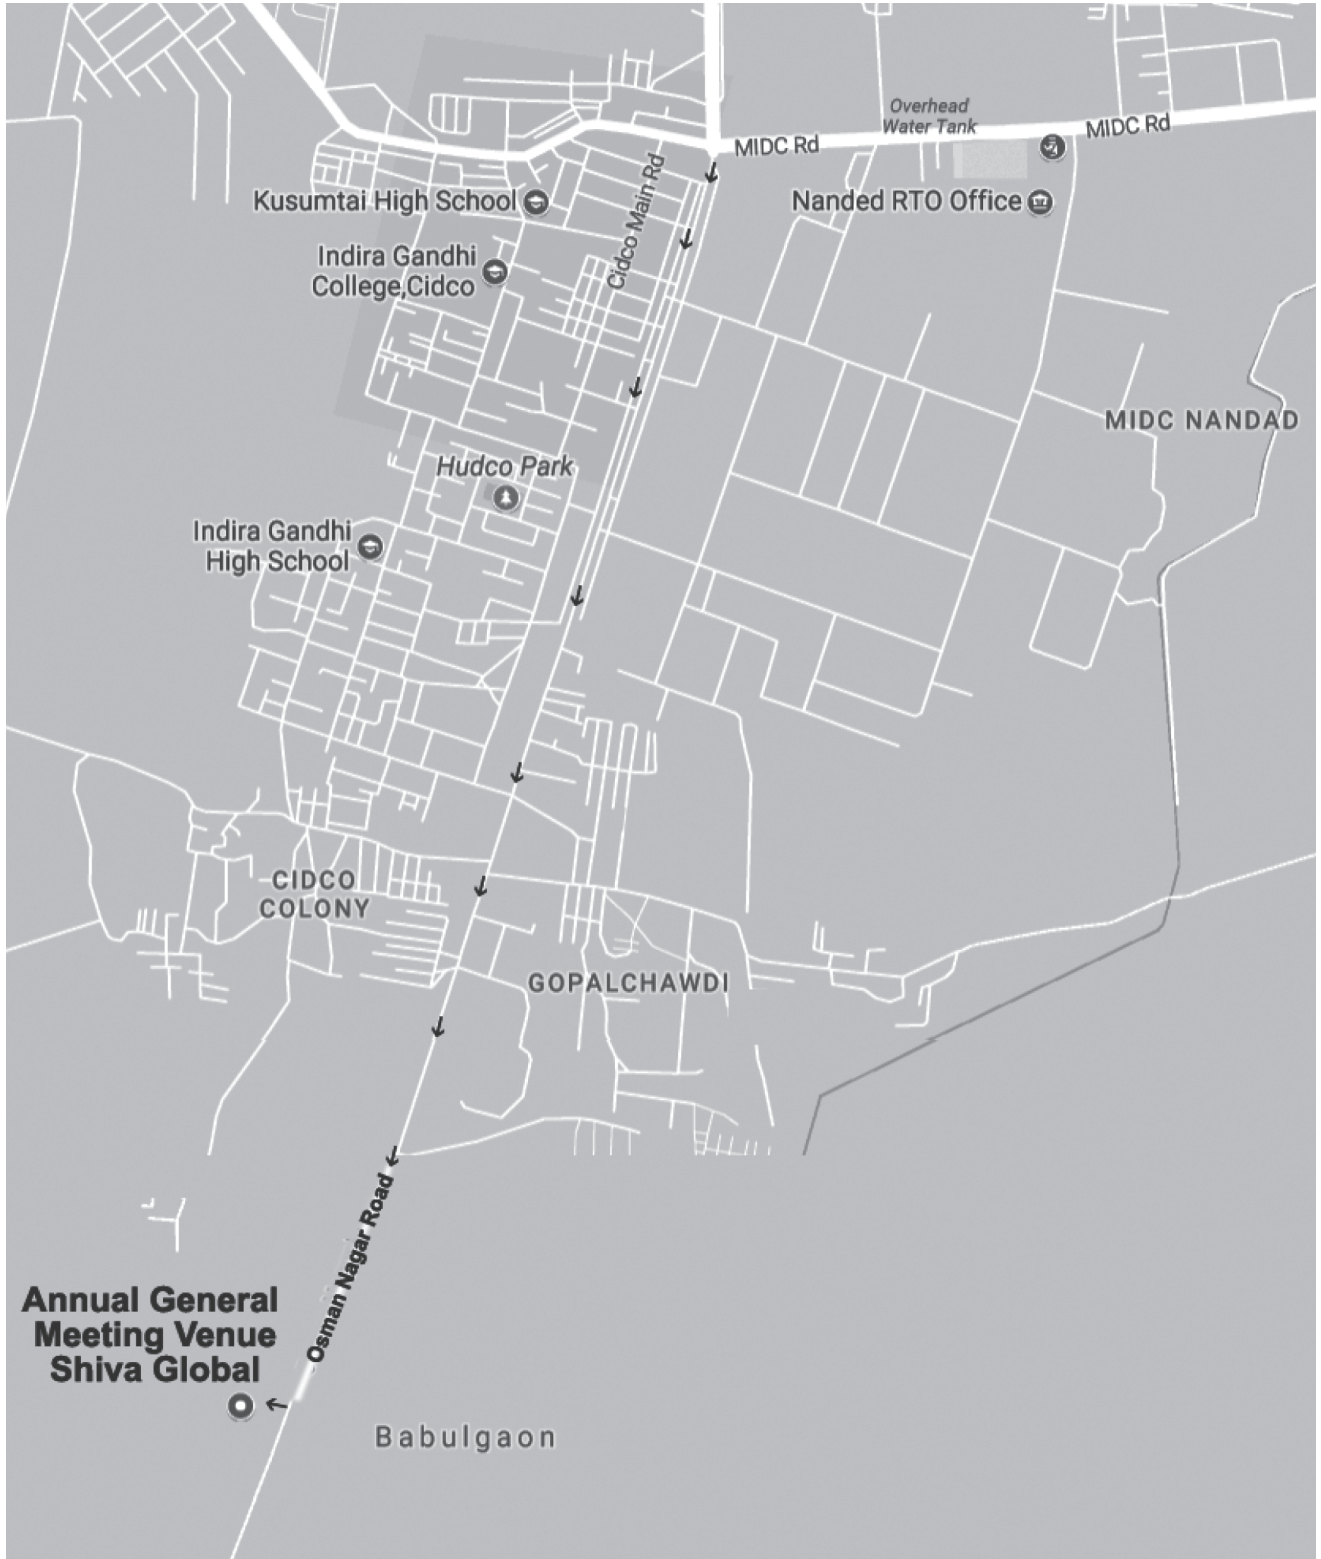 Overhead
Water Tank
MIDC Rd
MIDC Rd
Cidco Main Rd
Kusumtai High School
Nanded RTO Office
Indira Gandhi
College,Cidco
MIDC NANDAD
Hudco Park
Indira Gandhi
High School
CIDCO
COLONY
GOPALCHAWDI
Osman Nagar Road
Annual General
Meeting Venue
Shiva Global
Babulgaon